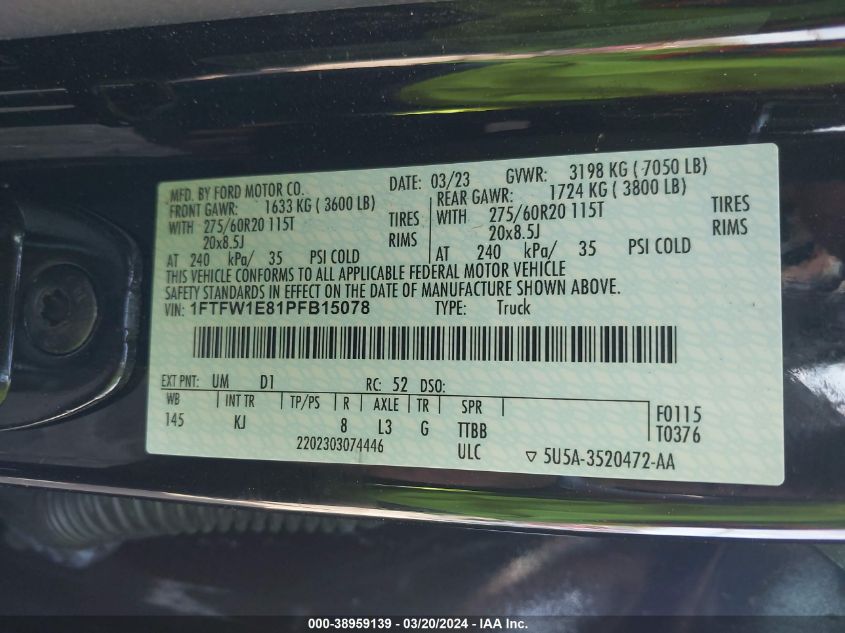 MFD. BY FORD MOTOR CO. DATE: 03/23 GVWR: 3198 KG ( 7050 LB)
FRONT GAWR: 1633 KG ( 3600 LB) REAR GAWR: 1724 KG ( 3800 LB)
WITH 275/60R20 115T TIRES WITH 275/60R20 115T TIRES
20x8.5J RIMS 20x8.5J RIMS
AT 240 kPa/ 35 PSI COLD AT 240 kPa/ 35 PSI COLD
THIS VEHICLE CONFORMS TO ALL APPLICABLE FEDERAL MOTOR VEHICLE
SAFETY STANDARDS IN EFFECT ON THE DATE OF MANUFACTURE SHOWN ABOVE.
VIN: 1FTFW1E81PFB15078 TYPE: Truck
EXT PNT: UM D1 RC: 52 DSO:
WB INT TR TP/PS R AXLE TR SPR F0115
145 KJ 8 L3 G TTBB T0376
2202303074446 ULC ▽ 5U5A-3520472-AA
000-38959139 - 03/20/2024 - IAA Inc.